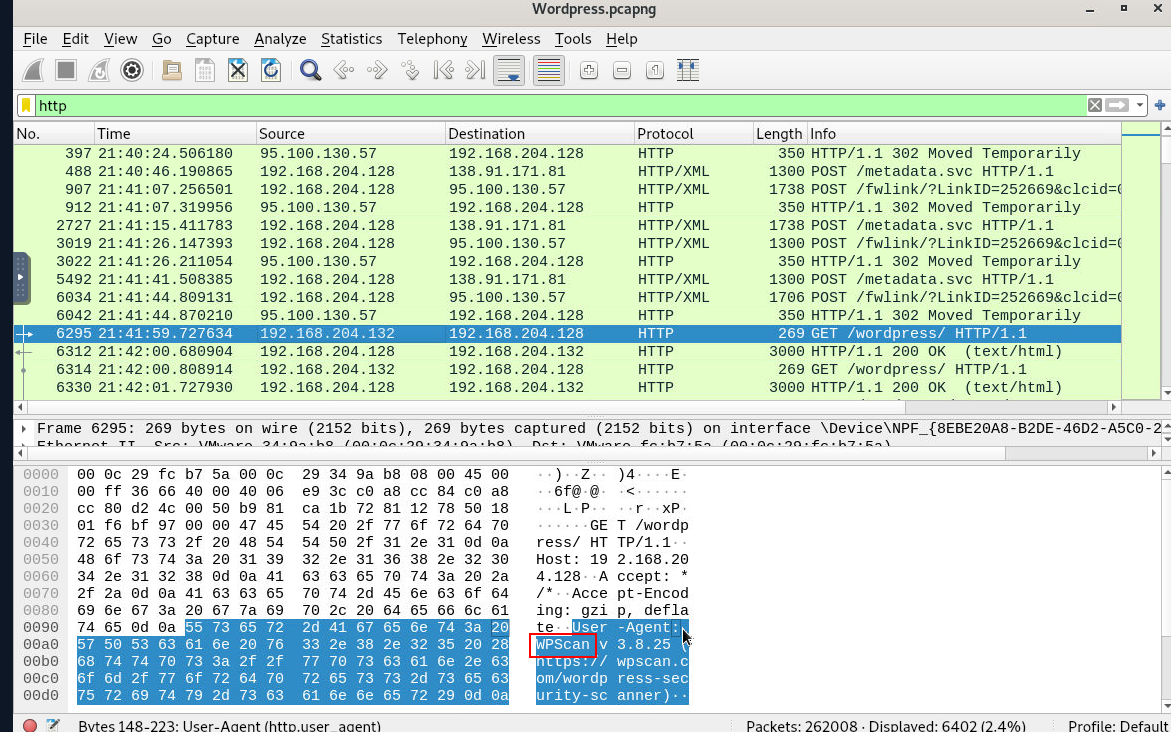 Wordpress.pcapng
File Edit View Go Capture Analyze Statistics Telephony Wireless Tools Help
http
No. Time Source Destination Protocol Length Info
397 21:40:24.506180 95.100.130.57 192.168.204.128 HTTP 350 HTTP/1.1 302 Moved Temporarily
488 21:40:46.190865 192.168.204.128 138.91.171.81 HTTP/XML 1300 POST /metadata.svc HTTP/1.1
907 21:41:07.256501 192.168.204.128 95.100.130.57 HTTP/XML 1738 POST /fwlink/?LinkID=252669&clcid=0
912 21:41:07.319956 95.100.130.57 192.168.204.128 HTTP 350 HTTP/1.1 302 Moved Temporarily
2727 21:41:15.411783 192.168.204.128 138.91.171.81 HTTP/XML 1738 POST /metadata.svc HTTP/1.1
3019 21:41:26.147393 192.168.204.128 95.100.130.57 HTTP/XML 1300 POST /fwlink/?LinkID=252669&clcid=0
3022 21:41:26.211054 95.100.130.57 192.168.204.128 HTTP 350 HTTP/1.1 302 Moved Temporarily
5492 21:41:41.508385 192.168.204.128 138.91.171.81 HTTP/XML 1300 POST /metadata.svc HTTP/1.1
6034 21:41:44.809131 192.168.204.128 95.100.130.57 HTTP/XML 1706 POST /fwlink/?LinkID=252669&clcid=0
6042 21:41:44.870210 95.100.130.57 192.168.204.128 HTTP 350 HTTP/1.1 302 Moved Temporarily
6295 21:41:59.727634 192.168.204.132 192.168.204.128 HTTP 269 GET /wordpress/ HTTP/1.1
6312 21:42:00.680904 192.168.204.128 192.168.204.132 HTTP 3000 HTTP/1.1 200 OK (text/html)
6314 21:42:00.808914 192.168.204.132 192.168.204.128 HTTP 269 GET /wordpress/ HTTP/1.1
6330 21:42:01.727930 192.168.204.128 192.168.204.132 HTTP 3000 HTTP/1.1 200 OK (text/html)
Frame 6295: 269 bytes on wire (2152 bits), 269 bytes captured (2152 bits) on interface \Device\NPF_{8EBE20A8-B2DE-46D2-A5C0-2
Ethernet II, Src: VMware_34:9a:b8 (00:0c:29:34:9a:b8), Dst: VMware_fc:b7:5a (00:0c:29:fc:b7:5a)
0000 00 0c 29 fc b7 5a 00 0c 29 34 9a b8 08 00 45 00 ··)··Z·· )4····E·
0010 00 ff 36 66 40 00 40 06 e9 3c c0 a8 cc 84 c0 a8 ··6f@·@· ·<······
0020 cc 80 d2 4c 00 50 b9 81 ca 1b 72 81 12 78 50 18 ···L·P·· ··r··xP·
0030 01 f6 bf 97 00 00 47 45 54 20 2f 77 6f 72 64 70 ······GE T /wordp
0040 72 65 73 73 2f 20 48 54 54 50 2f 31 2e 31 0d 0a ress/ HT TP/1.1··
0050 48 6f 73 74 3a 20 31 39 32 2e 31 36 38 2e 32 30 Host: 19 2.168.20
0060 34 2e 31 32 38 0d 0a 41 63 63 65 70 74 3a 20 2a 4.128··A ccept: *
0070 2f 2a 0d 0a 41 63 63 65 70 74 2d 45 6e 63 6f 64 /*··Acce pt-Encod
0080 69 6e 67 3a 20 67 7a 69 70 2c 20 64 65 66 6c 61 ing: gzi p, defla
0090 74 65 0d 0a 55 73 65 72 2d 41 67 65 6e 74 3a 20 te··User -Agent:
00a0 57 50 53 63 61 6e 20 76 33 2e 38 2e 32 35 20 28 WPScan v 3.8.25 (
00b0 68 74 74 70 73 3a 2f 2f 77 70 73 63 61 6e 2e 63 https:// wpscan.c
00c0 6f 6d 2f 77 6f 72 64 70 72 65 73 73 2d 73 65 63 om/wordp ress-sec
00d0 75 72 69 74 79 2d 73 63 61 6e 6e 65 72 29 0d 0a urity-sc anner)··
Bytes 148-223: User-Agent (http.user_agent) Packets: 262008 · Displayed: 6402 (2.4%) Profile: Default